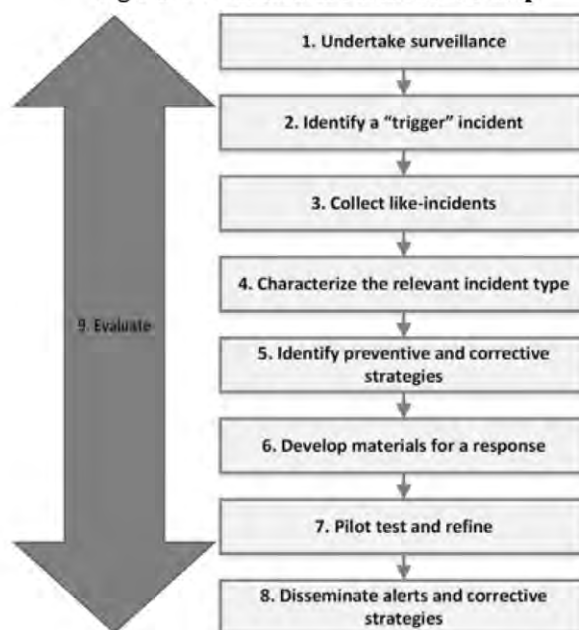 1. Undertake surveillance
2. Identify a “trigger” incident
3. Collect like-incidents
4. Characterize the relevant incident type
9. Evaluate
5. Identify preventive and corrective
strategies
6. Develop materials for a response
7. Pilot test and refine
8. Disseminate alerts and corrective
strategies